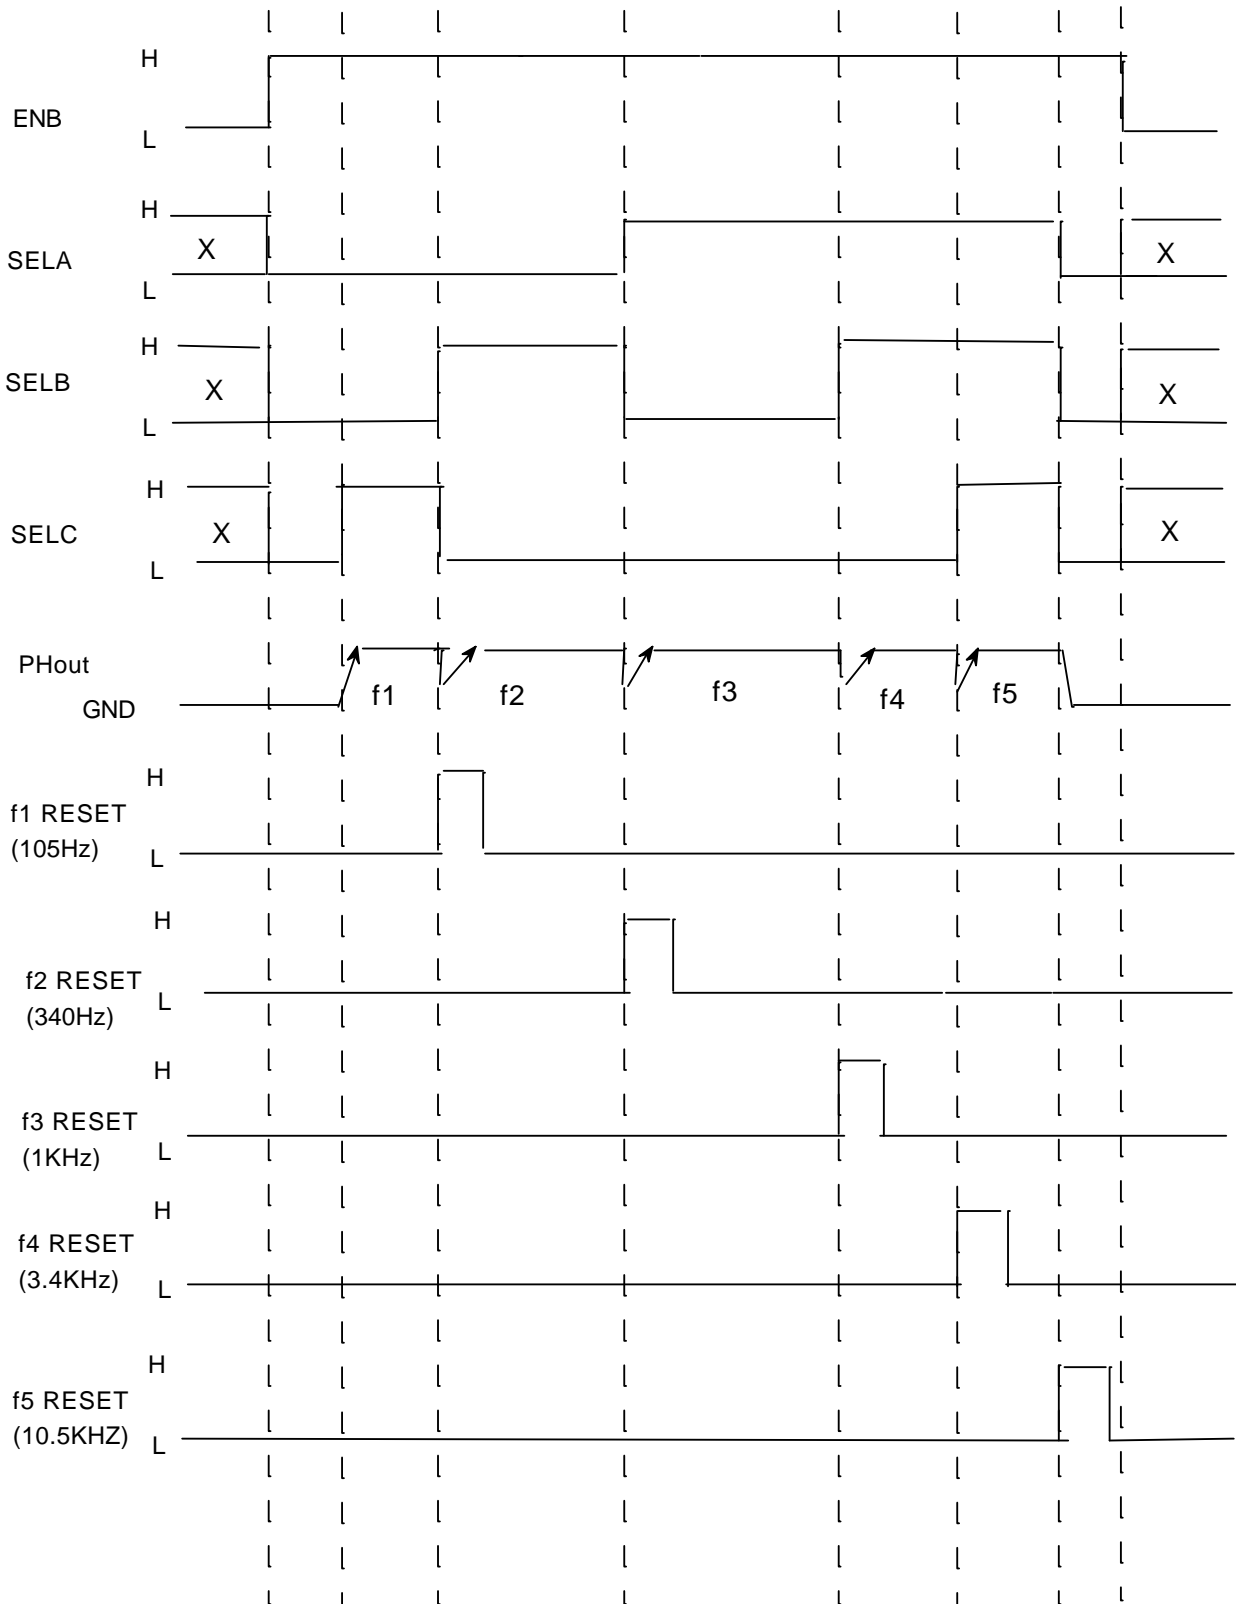 H
ENB
L
H
X
X
SELA
L
H
SELB
X
X
L
H
SELC
X
X
L
PHout
f1
f2
f3
f4
f5
GND
H
f1 RESET
(105Hz)
L
H
f2 RESET
L
(340Hz)
H
f3 RESET
L
(1KHz)
H
f4 RESET
(3.4KHz)
L
H
f5 RESET
(10.5KHZ)
L